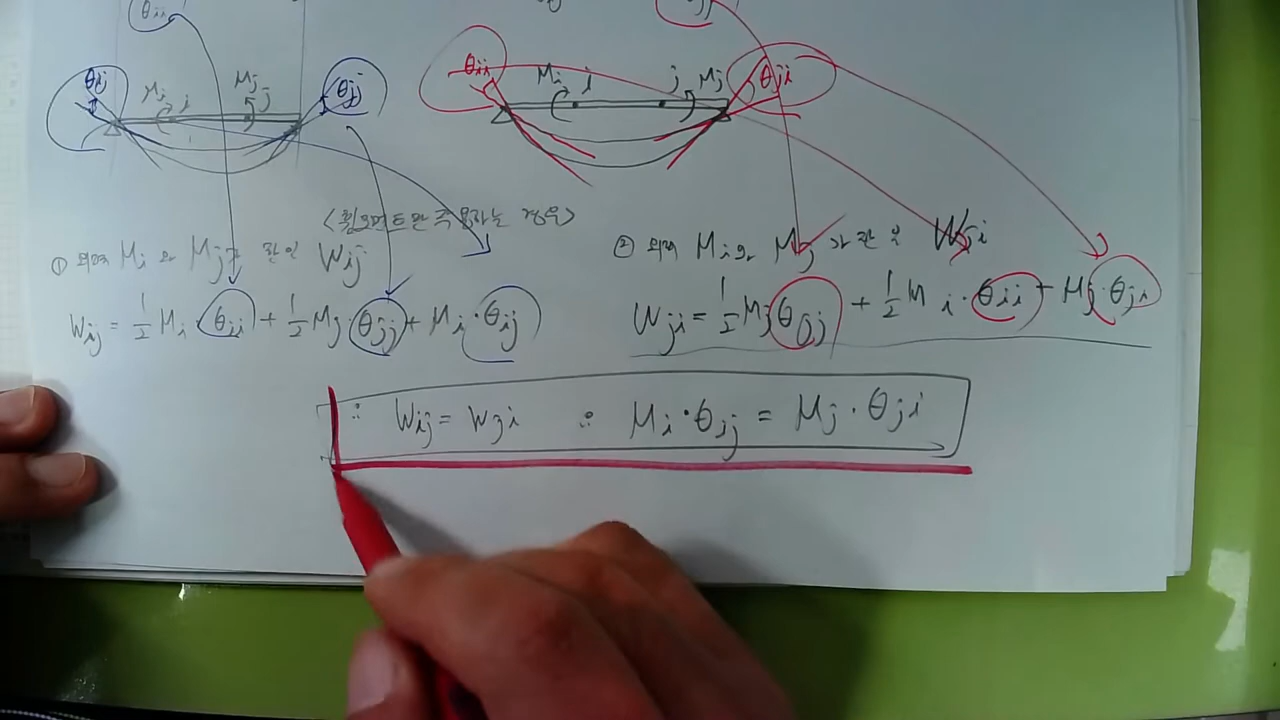 θii
θij Mi Mj j θjj
θii Mi i j Mj θji
<휨모멘트만 작용하는 경우>
① 외력 Mi 와 Mj가 한 일 Wij
Wij = 1/2 Mi θii + 1/2 Mj θjj + Mi · θij
② 외력 Mi와 Mj가 한 일 Wji
Wji = 1/2 Mj θjj + 1/2 Mi · θii + Mj · θji
∴ Wij = Wji ∴ Mi · θij = Mj · θji